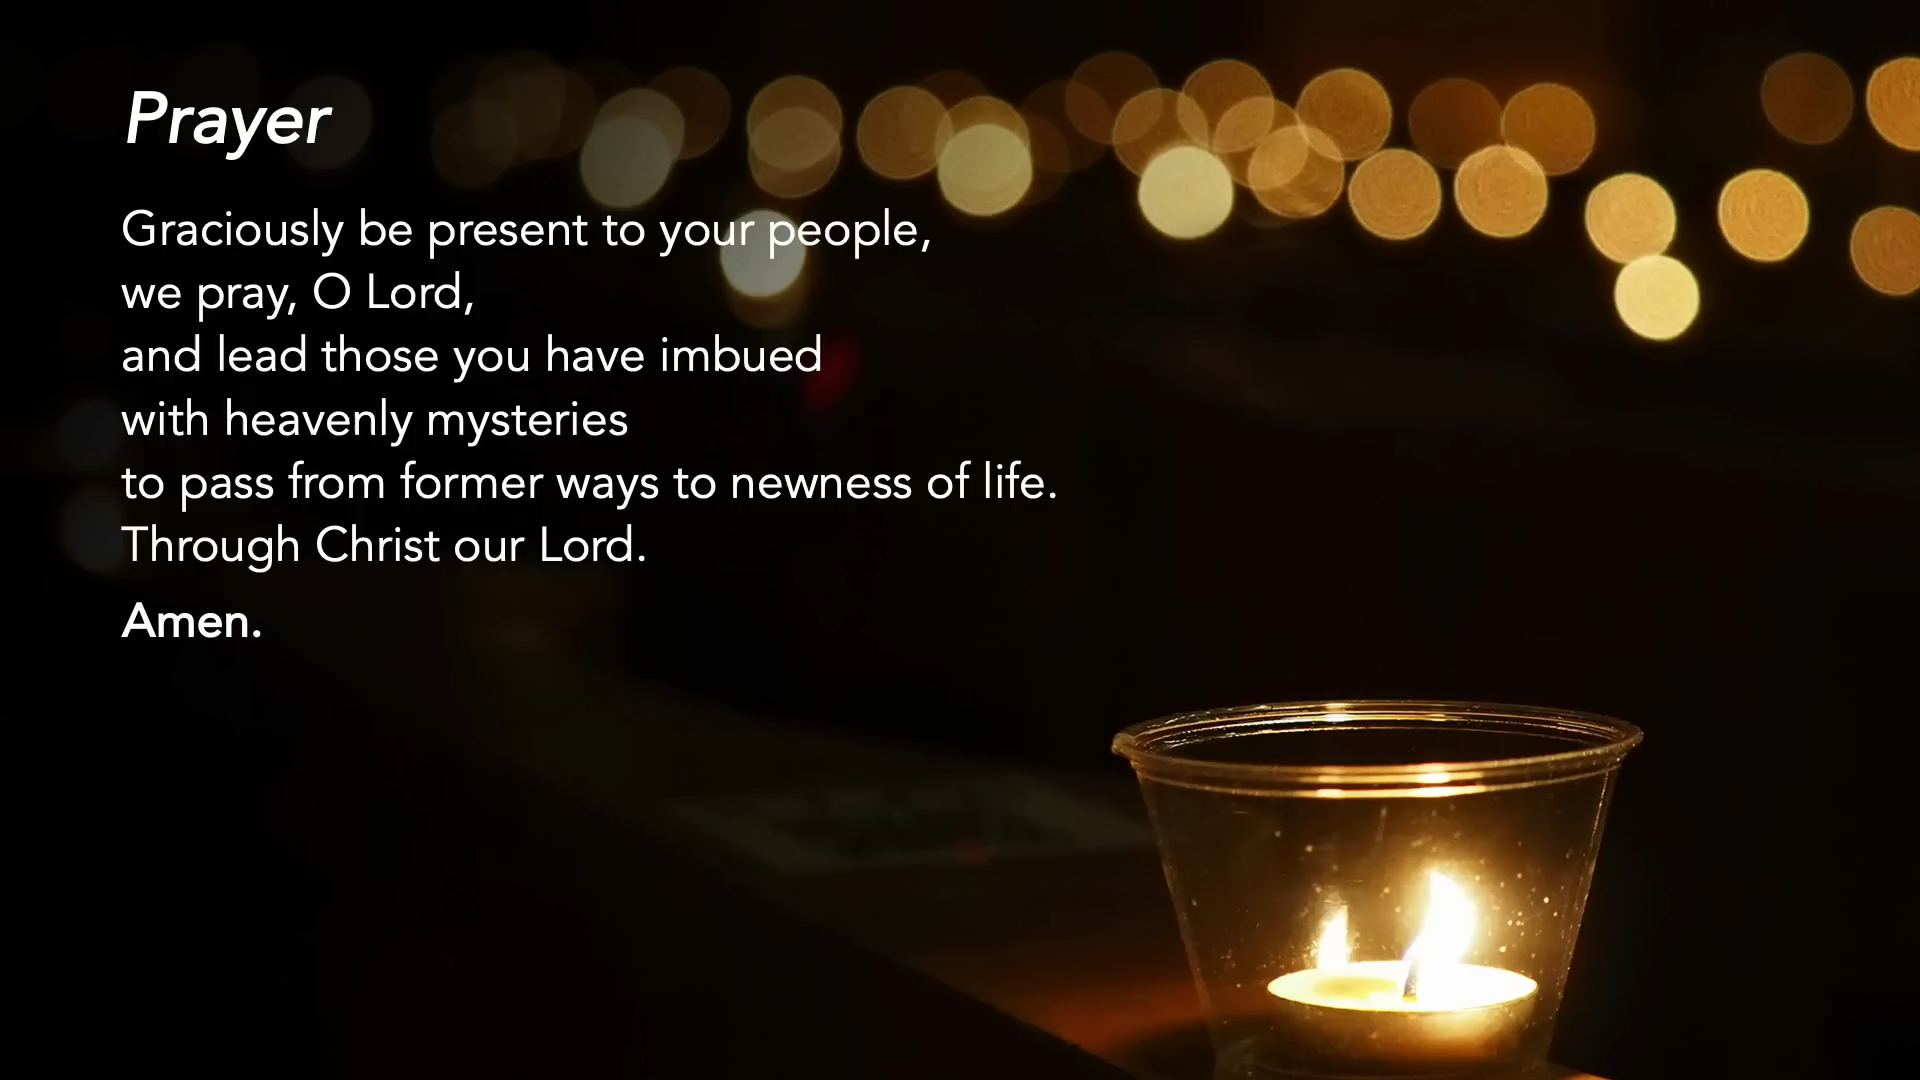 Prayer
Graciously be present to your people,
we pray, O Lord,
and lead those you have imbued
with heavenly mysteries
to pass from former ways to newness of life.
Through Christ our Lord.
Amen.